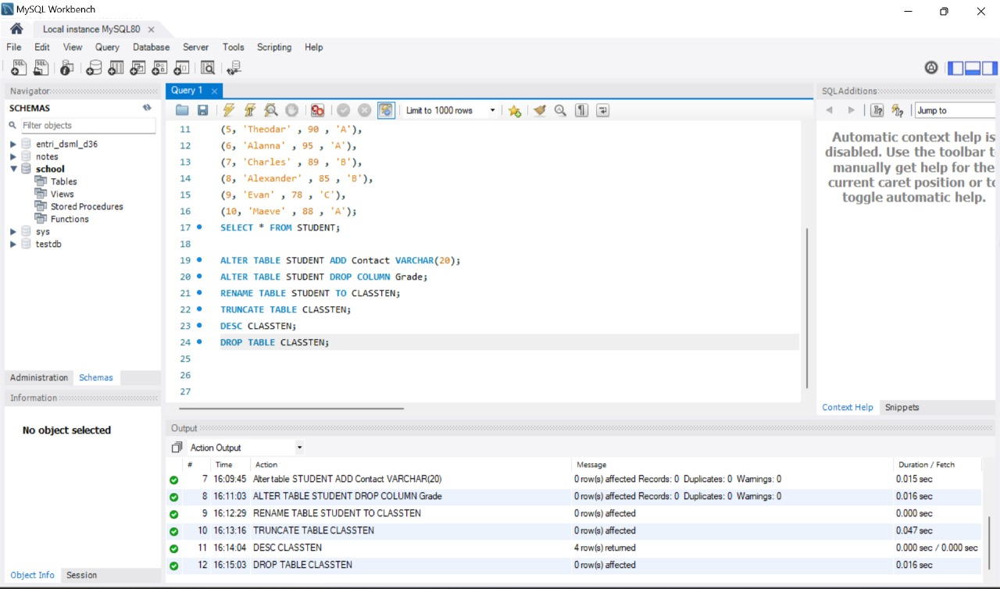 MySQL Workbench
Local instance MySQL80
File Edit View Query Database Server Tools Scripting Help
Navigator
SCHEMAS
Filter objects
entri_dsml_d36
notes
school
Tables
Views
Stored Procedures
Functions
sys
testdb
Administration Schemas
Information
No object selected
Object Info Session
Query 1
Limit to 1000 rows
11 (5, 'Theodar' , 90 , 'A'),
12 (6, 'Alanna' , 95 , 'A'),
13 (7, 'Charles' , 89 , 'B'),
14 (8, 'Alexander' , 85 , 'B'),
15 (9, 'Evan' , 78 , 'C'),
16 (10, 'Maeve' , 88 , 'A');
17 SELECT * FROM STUDENT;
18
19 ALTER TABLE STUDENT ADD Contact VARCHAR(20);
20 ALTER TABLE STUDENT DROP COLUMN Grade;
21 RENAME TABLE STUDENT TO CLASSTEN;
22 TRUNCATE TABLE CLASSTEN;
23 DESC CLASSTEN;
24 DROP TABLE CLASSTEN;
25
26
27
SQLAdditions
Jump to
Automatic context help is
disabled. Use the toolbar t
manually get help for the
current caret position or to
toggle automatic help.
Context Help Snippets
Output
Action Output
# Time Action Message Duration / Fetch
7 16:09:45 Alter table STUDENT ADD Contact VARCHAR(20) 0 row(s) affected Records: 0 Duplicates: 0 Warnings: 0 0.015 sec
8 16:11:03 ALTER TABLE STUDENT DROP COLUMN Grade 0 row(s) affected Records: 0 Duplicates: 0 Warnings: 0 0.016 sec
9 16:12:29 RENAME TABLE STUDENT TO CLASSTEN 0 row(s) affected 0.000 sec
10 16:13:16 TRUNCATE TABLE CLASSTEN 0 row(s) affected 0.047 sec
11 16:14:04 DESC CLASSTEN 4 row(s) returned 0.000 sec / 0.000 sec
12 16:15:03 DROP TABLE CLASSTEN 0 row(s) affected 0.016 sec